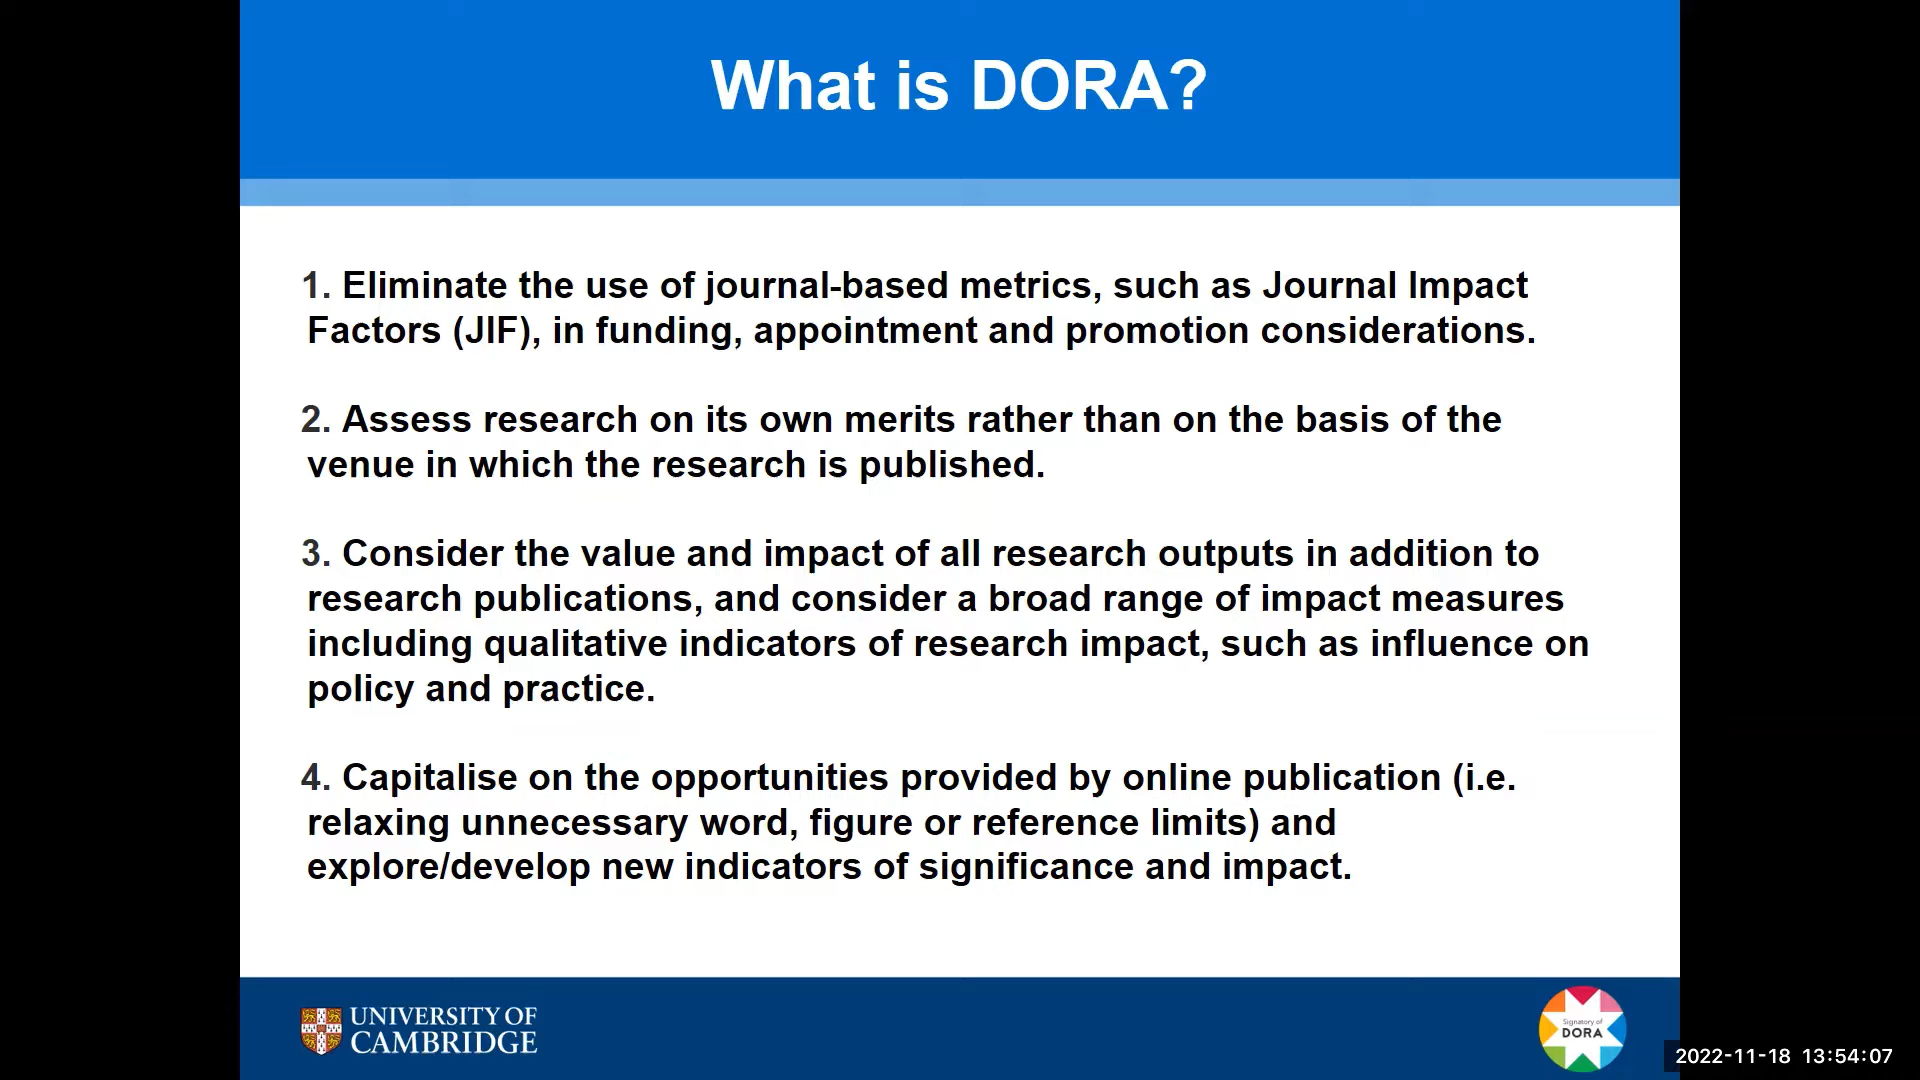 What is DORA?
1. Eliminate the use of journal-based metrics, such as Journal Impact
Factors (JIF), in funding, appointment and promotion considerations.
2. Assess research on its own merits rather than on the basis of the
venue in which the research is published.
3. Consider the value and impact of all research outputs in addition to
research publications, and consider a broad range of impact measures
including qualitative indicators of research impact, such as influence on
policy and practice.
4. Capitalise on the opportunities provided by online publication (i.e.
relaxing unnecessary word, figure or reference limits) and
explore/develop new indicators of significance and impact.
UNIVERSITY OF
CAMBRIDGE
Signatory of
DORA
2022-11-18 13:54:07